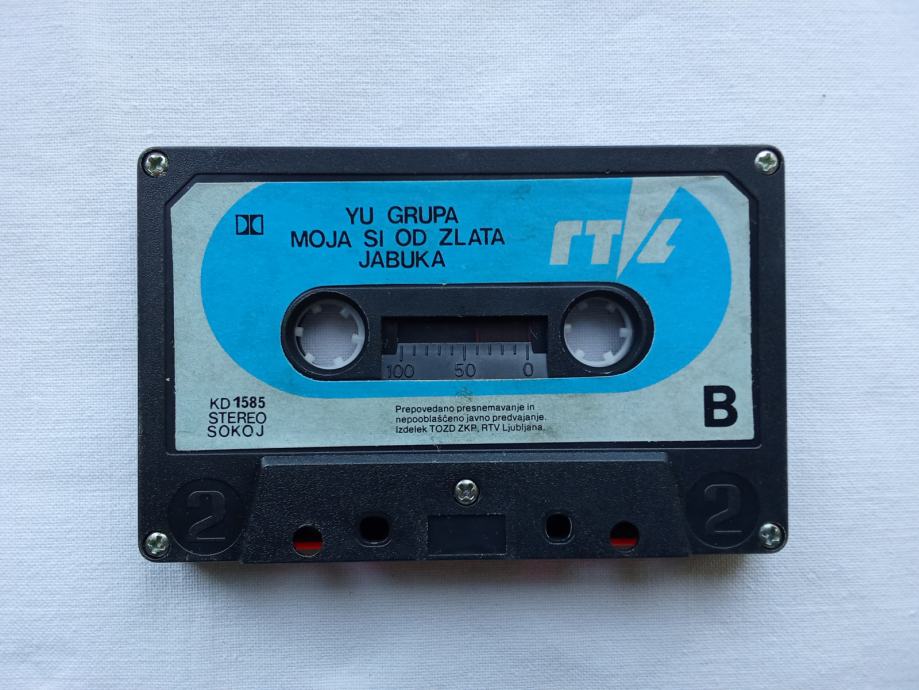 YU GRUPA
MOJA SI OD ZLATA
JABUKA
RTVL
100 50 0
KD 1585
STEREO
SOKOJ
Prepovedano presnemavanje in
nepooblaščeno javno predvajanje.
Izdelek TOZD ZKP, RTV Ljubljana.
B
2 2